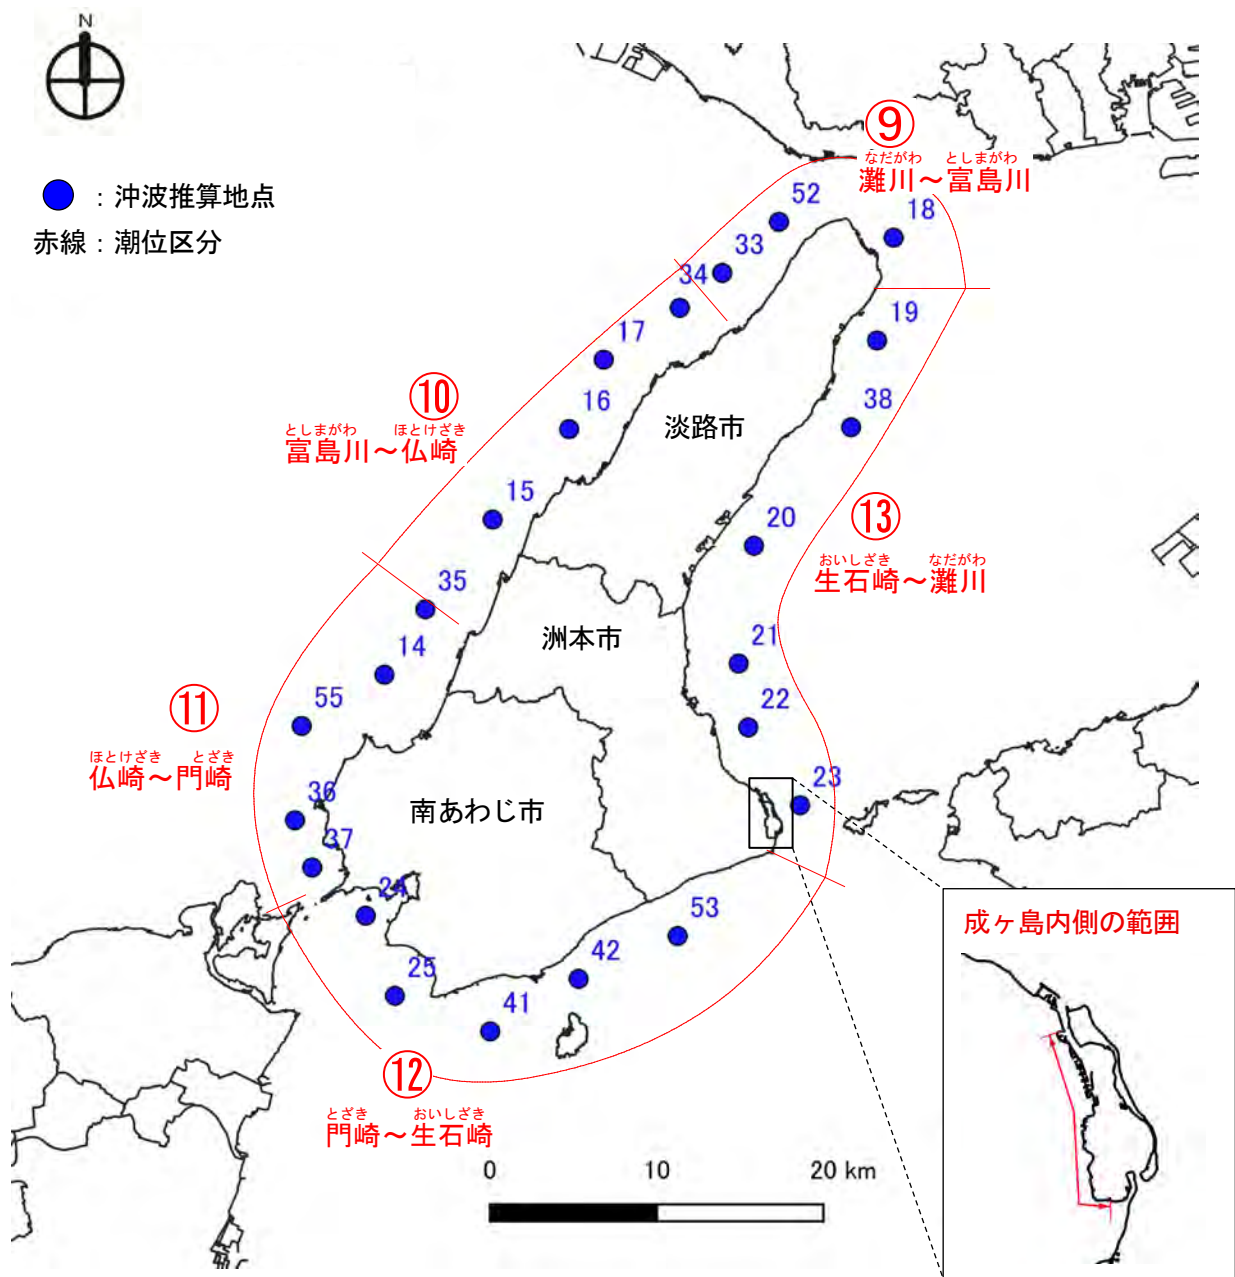 N
：沖波推算地点
赤線：潮位区分
⑨
なだがわ としまがわ
灘川～富島川
52
18
33
34
19
17
38
16
⑩
としまがわ ほとけざき
富島川～仏崎
淡路市
15
20
⑬
おいしざき なだがわ
生石崎～灘川
35
洲本市
14
21
55
22
⑪
ほとけざき とざき
仏崎～門崎
23
36
南あわじ市
37
24
53
成ヶ島内側の範囲
42
25
41
⑫
とざき おいしざき
門崎～生石崎
0 10 20 km